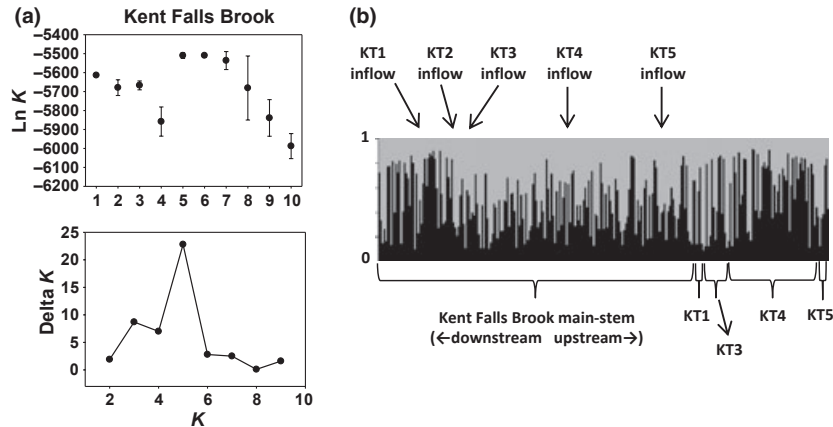 (a)
Kent Falls Brook
Ln K
−5400
−5500
−5600
−5700
−5800
−5900
−6000
−6100
−6200
1 2 3 4 5 6 7 8 9 10
Delta K
25
20
15
10
5
0
2 4 6 8 10
K
(b)
KT1 KT2 KT3 KT4 KT5
inflow inflow inflow inflow inflow
1
0
Kent Falls Brook main-stem
(←downstream upstream→)
KT1 KT4 KT5
KT3